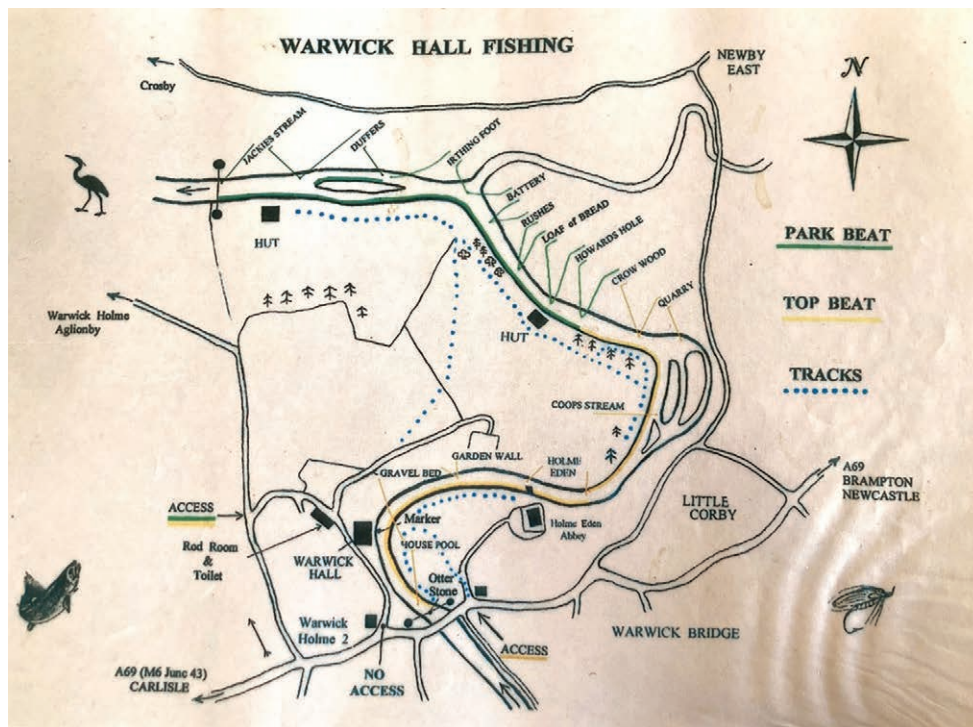 WARWICK HALL FISHING
NEWBY
EAST
N
Crosby
JACKIES STREAM
DUFFERS
IRTHING FOOT
BATTERY
RUSHES
LOAF of BREAD
HOWARDS HOLE
CROW WOOD
QUARRY
HUT
PARK BEAT
TOP BEAT
TRACKS
Warwick Holme
Aglionby
HUT
COOPS STREAM
GARDEN WALL
GRAVEL BED
HOLME
EDEN
A69
BRAMPTON
NEWCASTLE
LITTLE
CORBY
ACCESS
Marker
Holme Eden
Abbey
Rod Room
&
Toilet
WARWICK
HALL
HOUSE POOL
Otter
Stone
Warwick
Holme 2
WARWICK BRIDGE
ACCESS
NO
ACCESS
A69 (M6 Junc 43)
CARLISLE